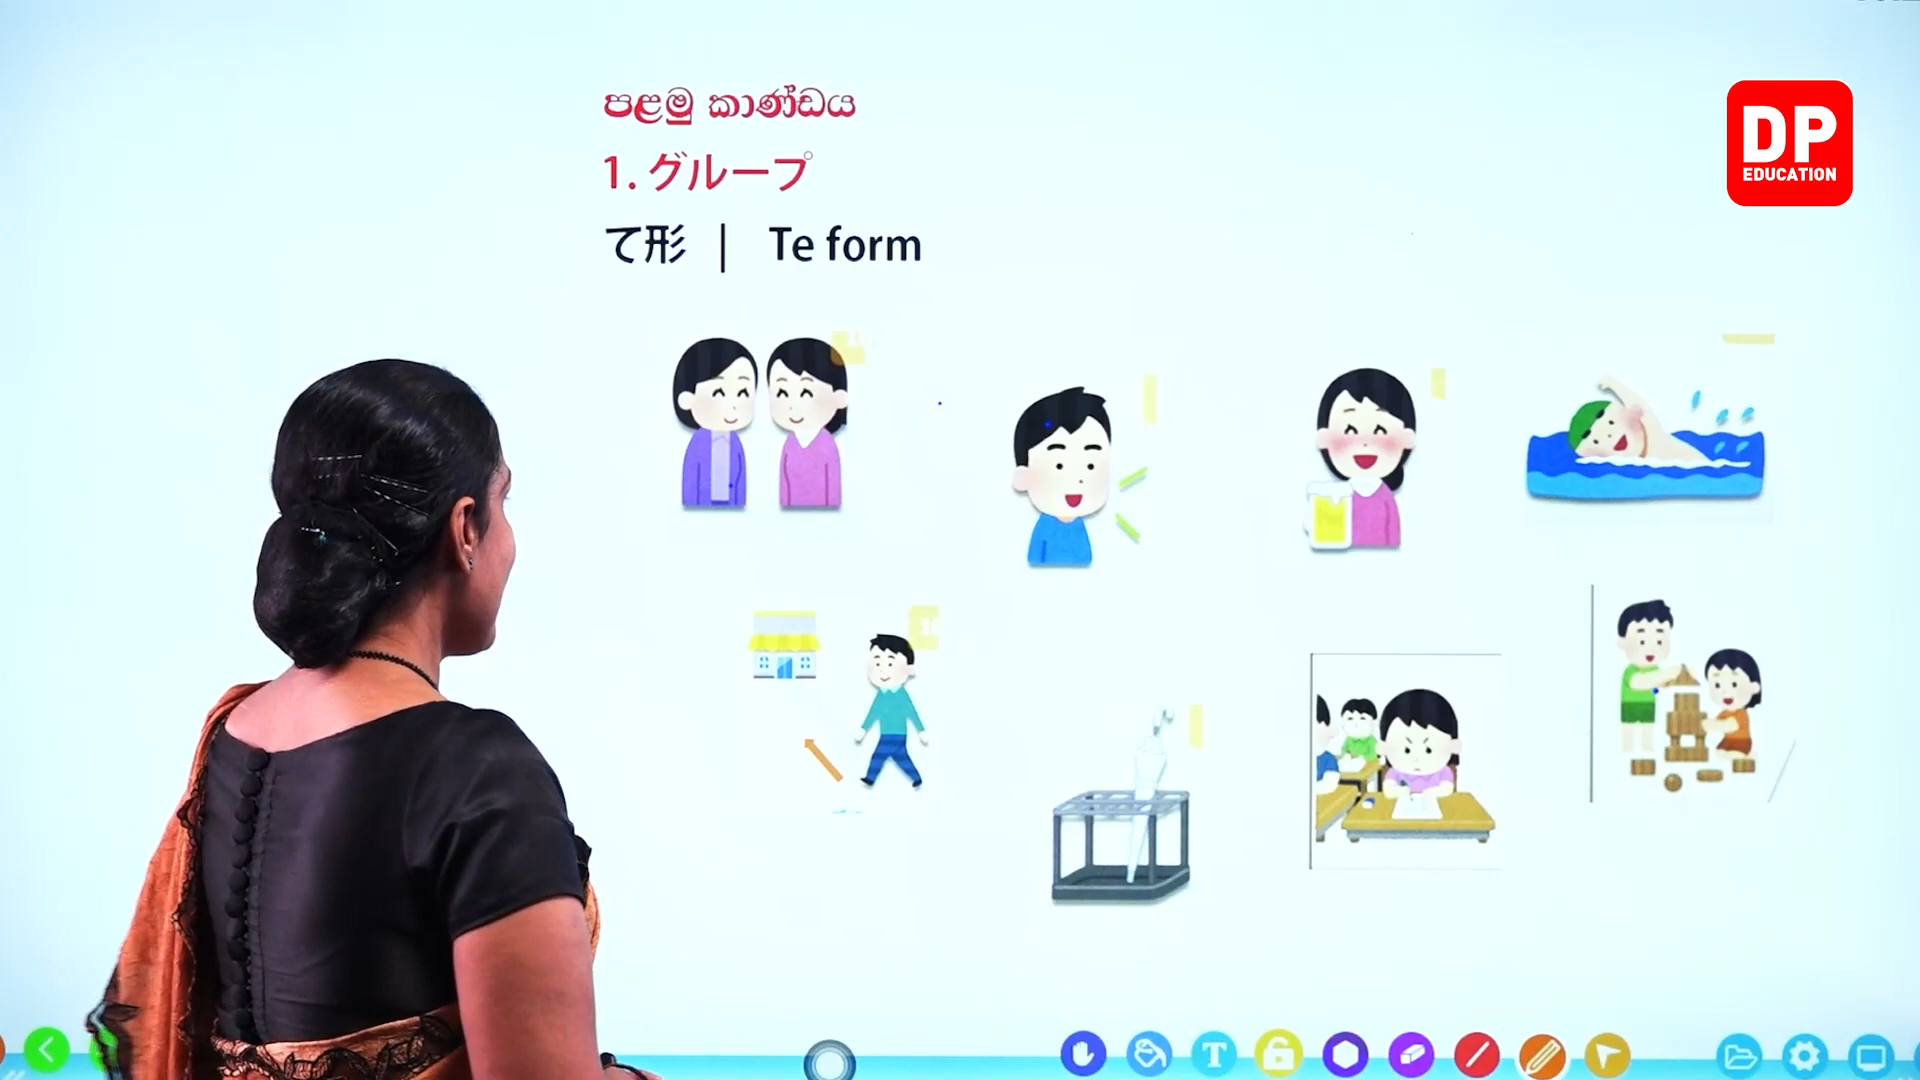 පළමු කාණ්ඩය
1. グループ
て形 | Te form
DP
EDUCATION
T